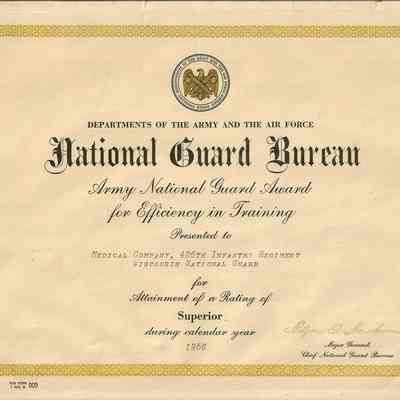 DEPARTMENTS OF THE ARMY AND THE AIR FORCE
National Guard Bureau
Army National Guard Award
for Efficiency in Training
Presented to
MEDICAL COMPANY, 426TH INFANTRY REGIMENT
WISCONSIN NATIONAL GUARD
for
Attainment of a Rating of
Superior
during calendar year
1956
Major General
Chief National Guard Bureau